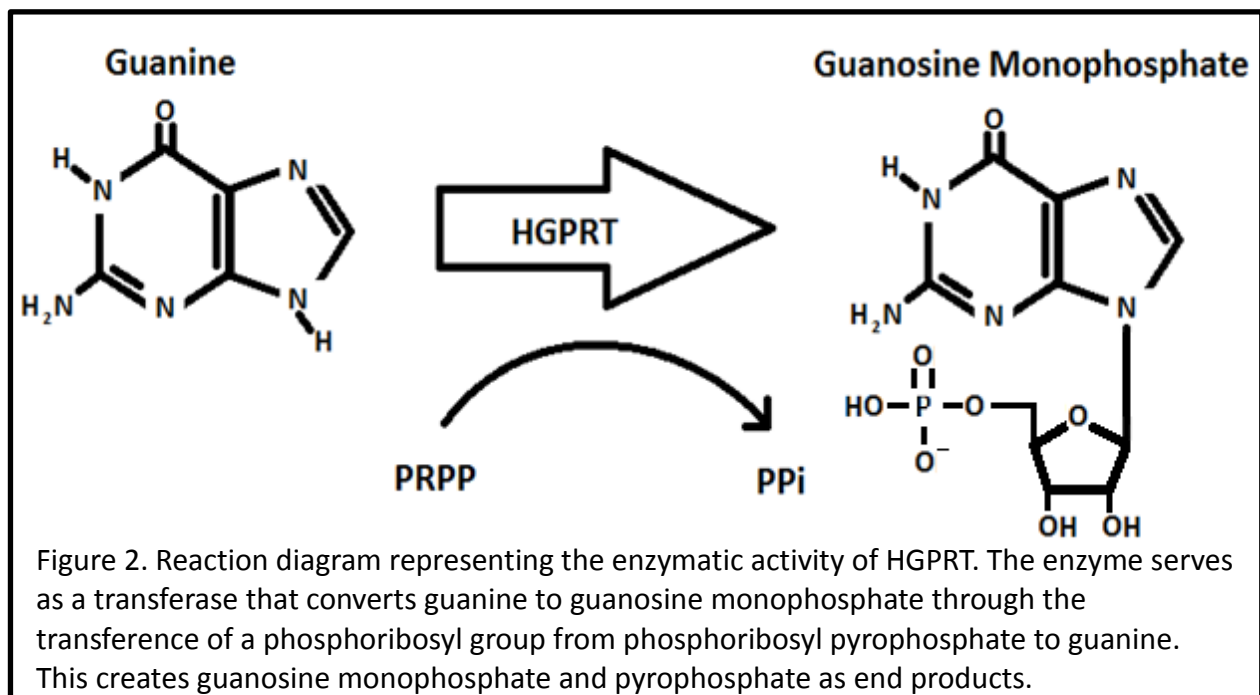 Guanine
Guanosine Monophosphate
O
H
N
N
H₂N
N
N
H
HGPRT
PRPP
PPi
O
H
N
N
H₂N
N
N
O
HO
P
O
O⁻
O
OH
OH
Figure 2. Reaction diagram representing the enzymatic activity of HGPRT. The enzyme serves
as a transferase that converts guanine to guanosine monophosphate through the
transference of a phosphoribosyl group from phosphoribosyl pyrophosphate to guanine.
This creates guanosine monophosphate and pyrophosphate as end products.